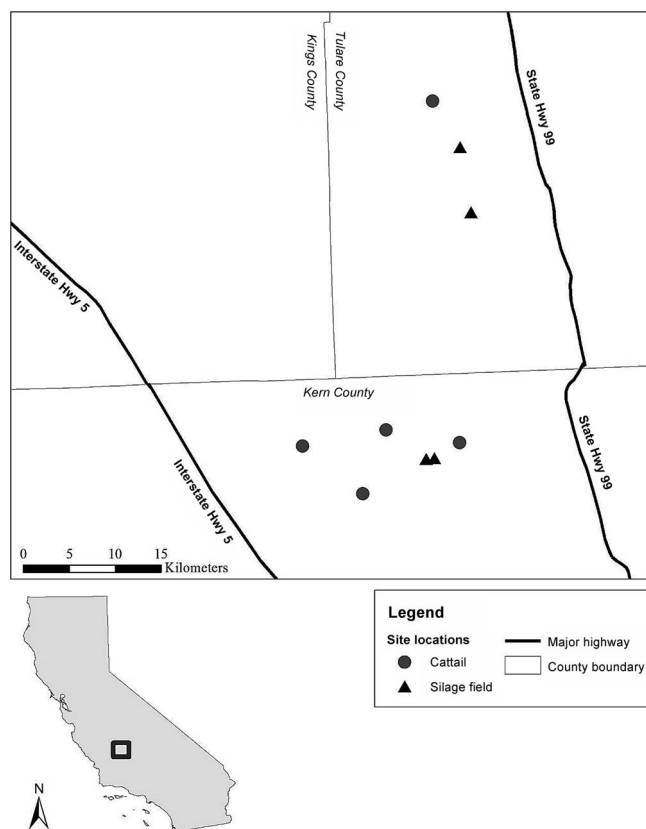 Kings County
Tulare County
State Hwy 99
Interstate Hwy 5
Kern County
Interstate Hwy 5
State Hwy 99
0 5 10 15
Kilometers
Legend
Site locations
Cattail
Silage field
Major highway
County boundary
N